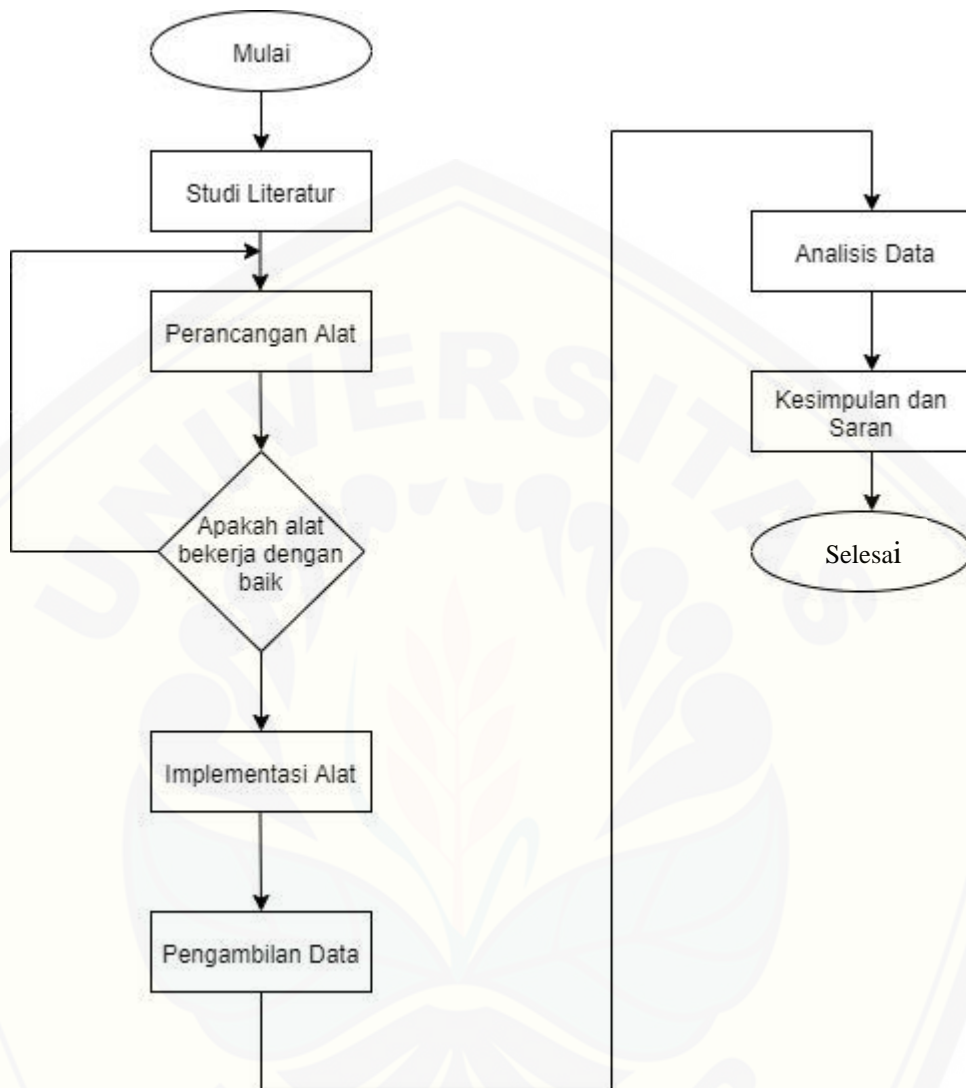 Mulai
Studi Literatur
Perancangan Alat
Apakah alat
bekerja dengan
baik
Implementasi Alat
Pengambilan Data
Analisis Data
Kesimpulan dan
Saran
Selesai
UNIVERSITAS